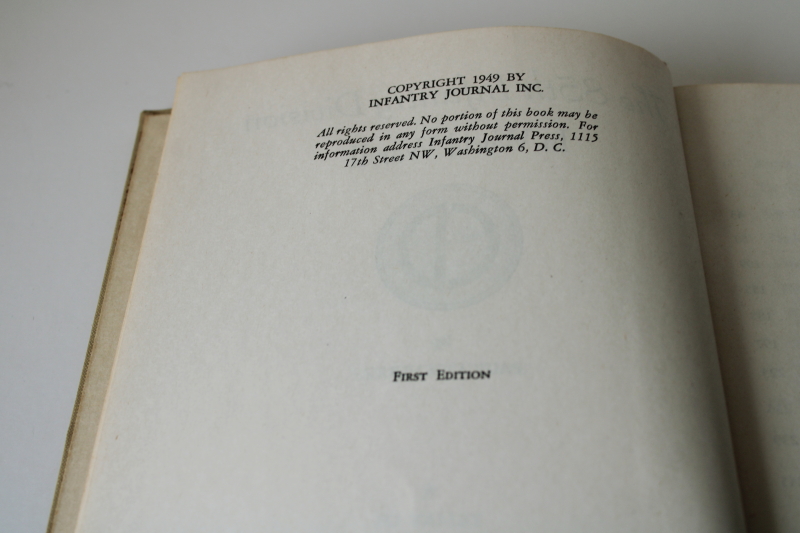 COPYRIGHT 1949 BY
INFANTRY JOURNAL INC.
All rights reserved. No portion of this book may be
reproduced in any form without permission. For
information address Infantry Journal Press, 1115
17th Street NW, Washington 6, D. C.
FIRST EDITION